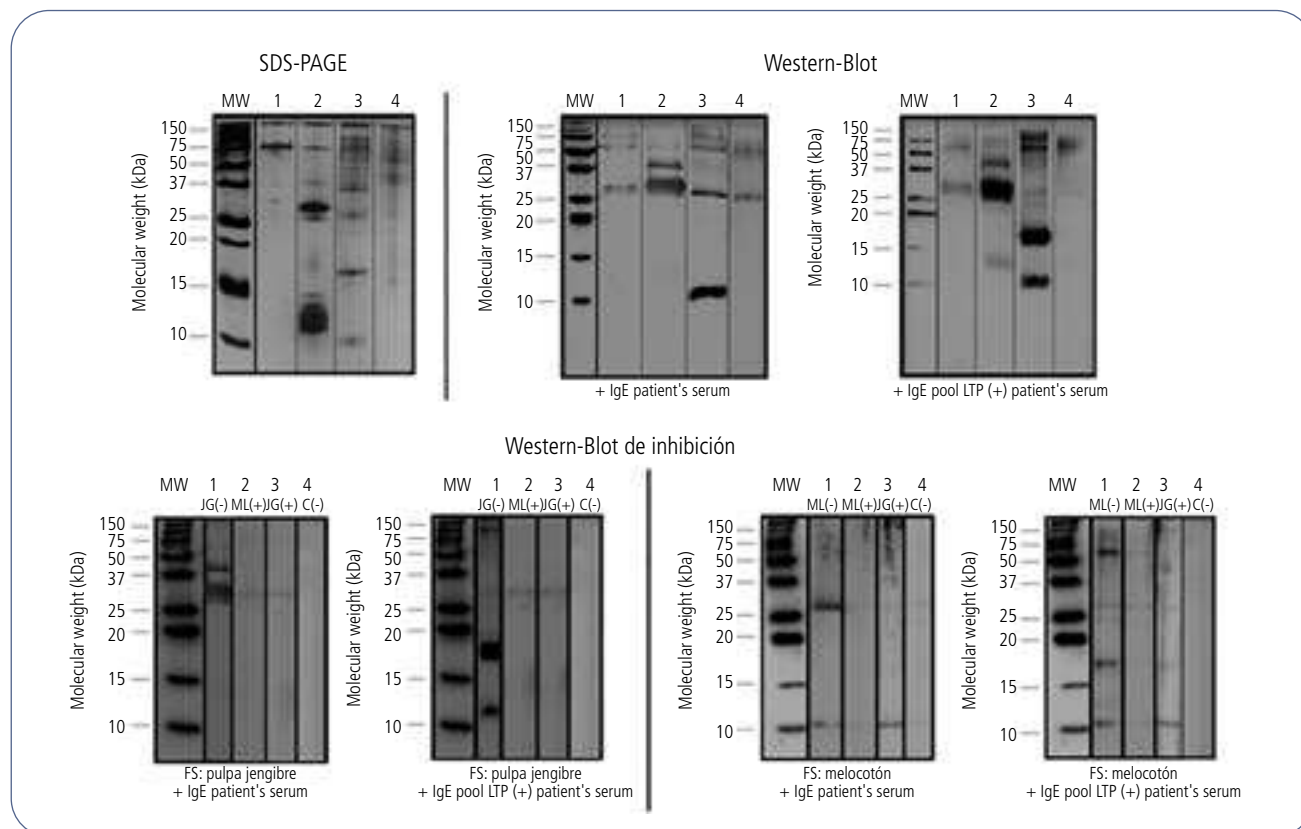 SDS-PAGE
Western-Blot
MW 1 2 3 4
150
75
50
37
25
20
15
10
Molecular weight (kDa)
MW 1 2 3 4
150
75
50
37
25
20
15
10
Molecular weight (kDa)
+ IgE patient's serum
MW 1 2 3 4
150
75
50
37
25
20
15
10
Molecular weight (kDa)
+ IgE pool LTP (+) patient's serum
Western-Blot de inhibición
MW 1 2 3 4
JG(-) ML(+) JG(+) C(-)
150
75
50
37
25
20
15
10
Molecular weight (kDa)
FS: pulpa jengibre
+ IgE patient's serum
MW 1 2 3 4
JG(-) ML(+) JG(+) C(-)
150
75
50
37
25
20
15
10
Molecular weight (kDa)
FS: pulpa jengibre
+ IgE pool LTP (+) patient's serum
MW 1 2 3 4
ML(-) ML(+) JG(+) C(-)
150
75
50
37
25
20
15
10
Molecular weight (kDa)
FS: melocotón
+ IgE patient's serum
MW 1 2 3 4
ML(-) ML(+) JG(+) C(-)
150
75
50
37
25
20
15
10
Molecular weight (kDa)
FS: melocotón
+ IgE pool LTP (+) patient's serum